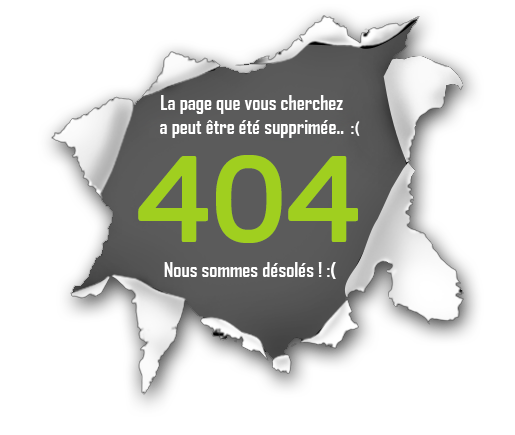 La page que vous cherchez
a peut être été supprimée.. :(
404
Nous sommes désolés ! :(